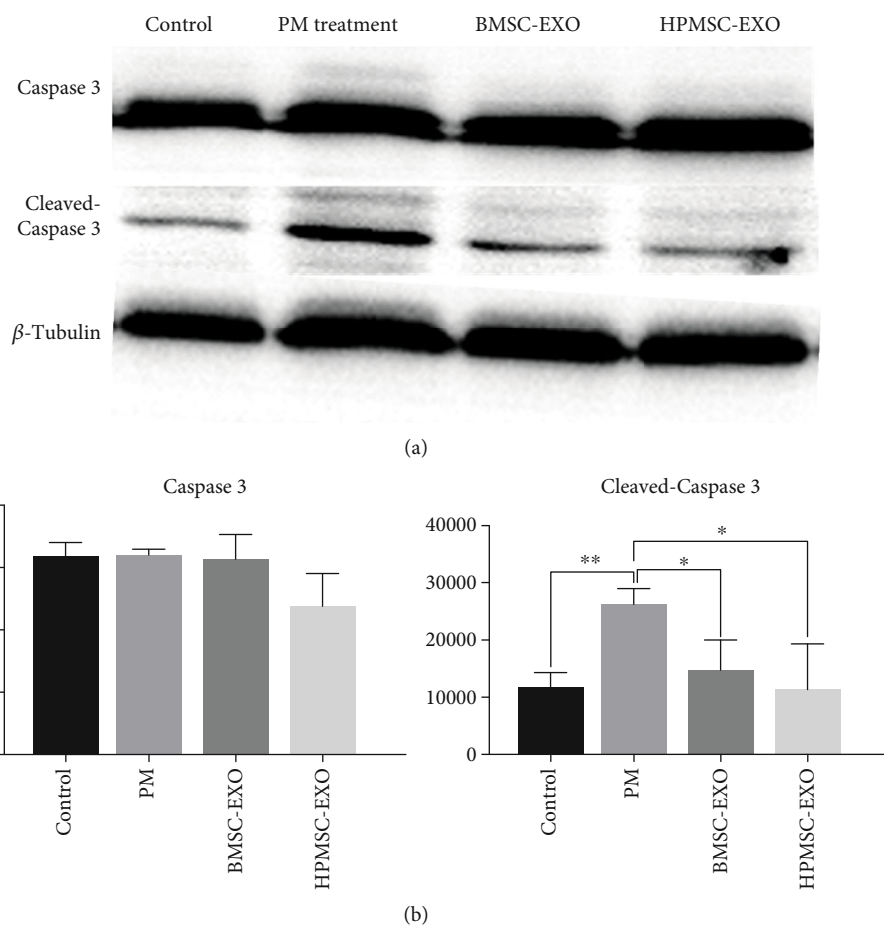 Control PM treatment BMSC-EXO HPMSC-EXO
Caspase 3
Cleaved-
Caspase 3
β-Tubulin
(a)
Caspase 3
Control
PM
BMSC-EXO
HPMSC-EXO
Cleaved-Caspase 3
40000
30000
20000
10000
0
** * *
Control
PM
BMSC-EXO
HPMSC-EXO
(b)